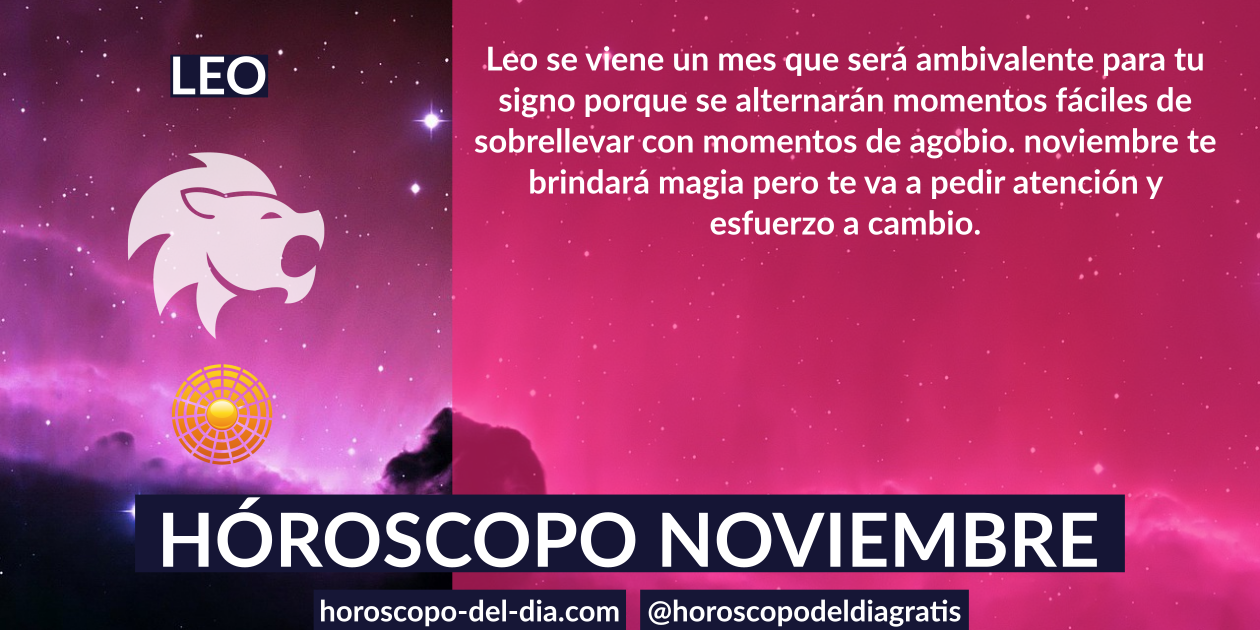 LEO
Leo se viene un mes que será ambivalente para tu
signo porque se alternarán momentos fáciles de
sobrellevar con momentos de agobio. noviembre te
brindará magia pero te va a pedir atención y
esfuerzo a cambio.
HÓROSCOPO NOVIEMBRE
horoscopo-del-dia.com
@horoscopodeldiagratis